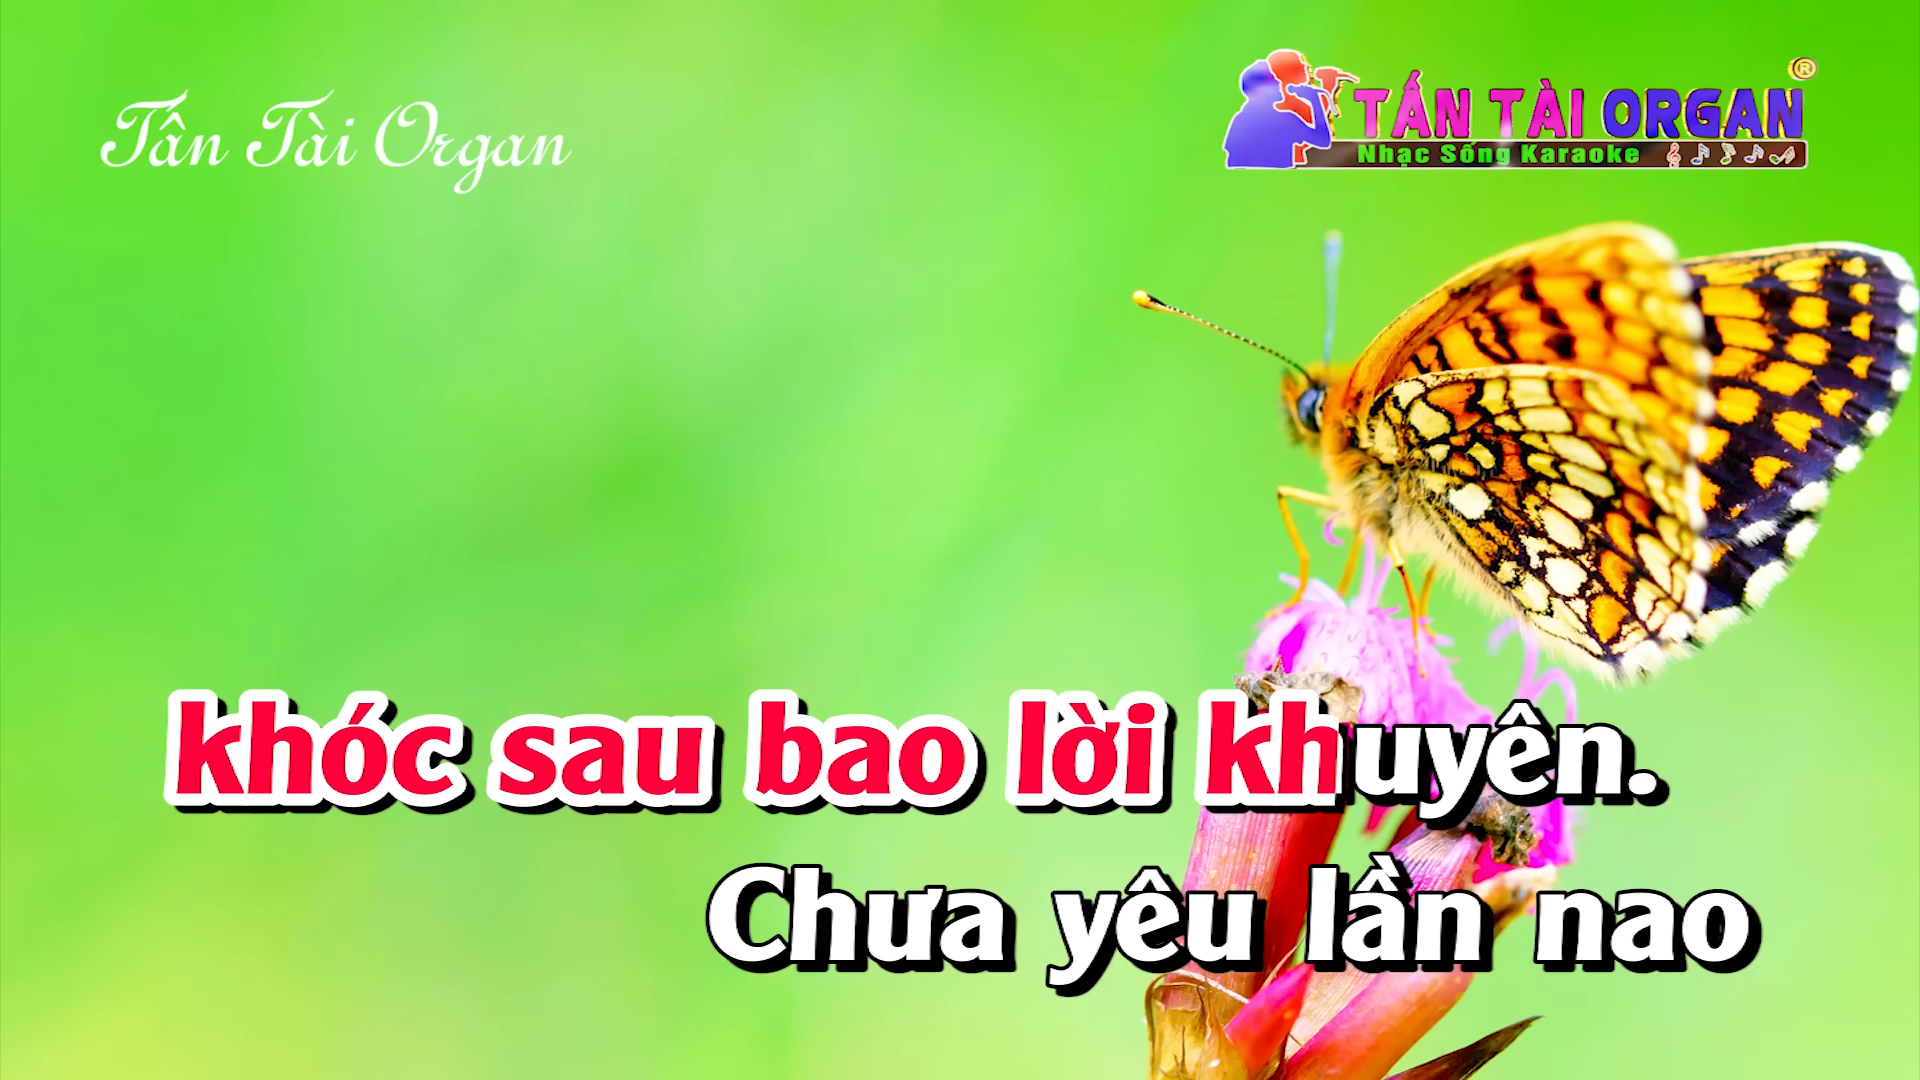 Tấn Tài Organ
TẤN TÀI ORGAN ®
Nhạc Sống Karaoke
khóc sau bao lời khuyên.
Chưa yêu lần nao